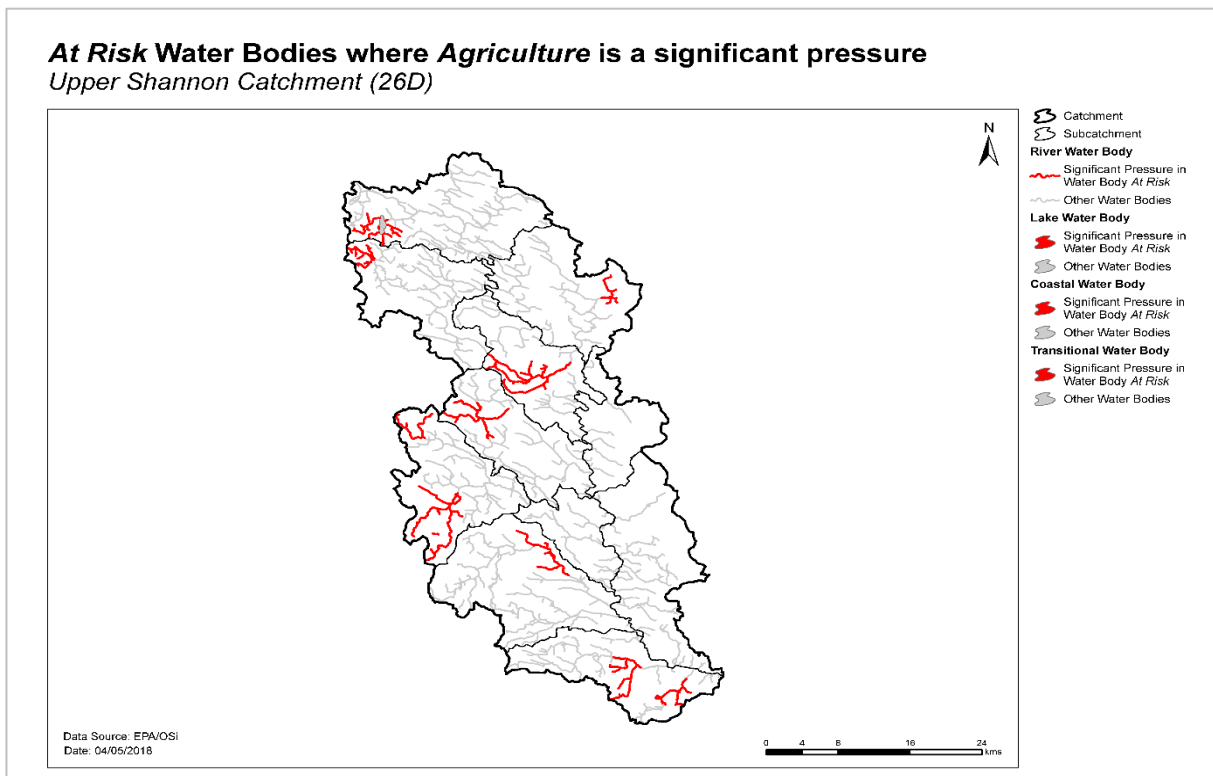 At Risk Water Bodies where Agriculture is a significant pressure
Upper Shannon Catchment (26D)
N
Catchment
Subcatchment
River Water Body
Significant Pressure in
Water Body At Risk
Other Water Bodies
Lake Water Body
Significant Pressure in
Water Body At Risk
Other Water Bodies
Coastal Water Body
Significant Pressure in
Water Body At Risk
Other Water Bodies
Transitional Water Body
Significant Pressure in
Water Body At Risk
Other Water Bodies
Data Source: EPA/OSi
Date: 04/05/2018
0 4 8 16 24
kms